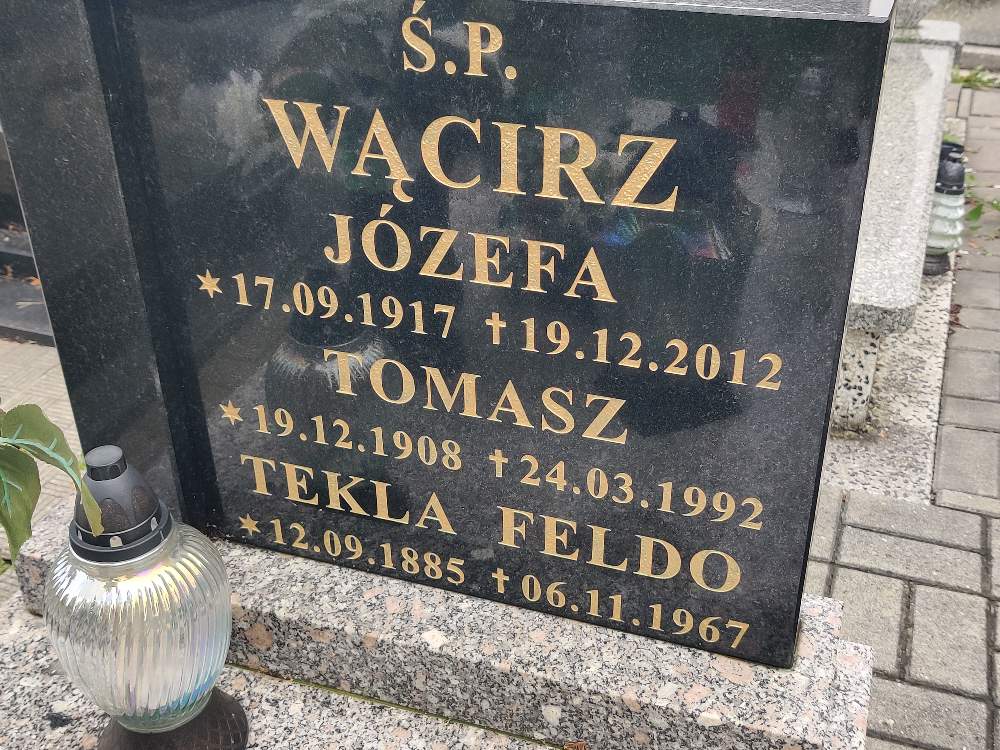 Ś.P.
WĄCIRZ
JÓZEFA
* 17.09.1917 † 19.12.2012
TOMASZ
* 19.12.1908 † 24.03.1992
TEKLA FELDO
* 12.09.1885 † 06.11.1967